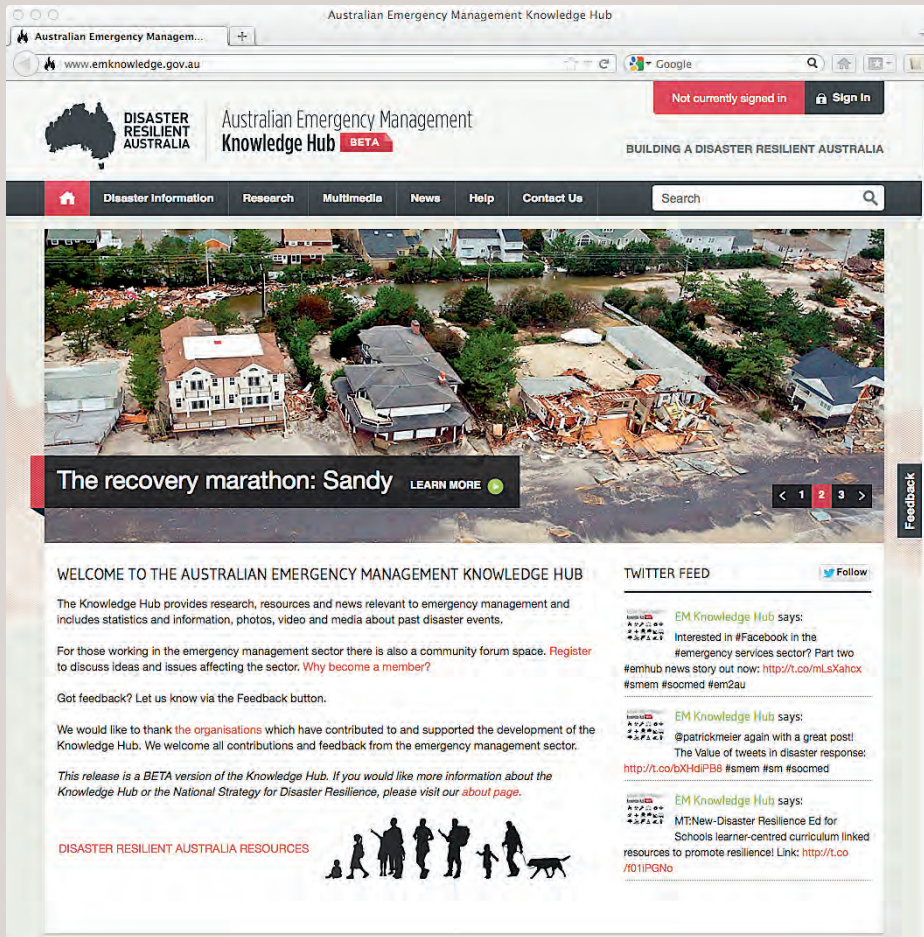 Australian Emergency Management Knowledge Hub
Australian Emergency Managem...
www.emknowledge.gov.au
Google
Not currently signed in
Sign In
DISASTER
RESILIENT
AUSTRALIA
Australian Emergency Management
Knowledge Hub BETA
BUILDING A DISASTER RESILIENT AUSTRALIA
Disaster Information Research Multimedia News Help Contact Us
Search
The recovery marathon: Sandy LEARN MORE
< 1 2 3 >
Feedback
WELCOME TO THE AUSTRALIAN EMERGENCY MANAGEMENT KNOWLEDGE HUB
The Knowledge Hub provides research, resources and news relevant to emergency management and
includes statistics and information, photos, video and media about past disaster events.
For those working in the emergency management sector there is also a community forum space. Register
to discuss ideas and issues affecting the sector. Why become a member?
Got feedback? Let us know via the Feedback button.
We would like to thank the organisations which have contributed to and supported the development of the
Knowledge Hub. We welcome all contributions and feedback from the emergency management sector.
This release is a BETA version of the Knowledge Hub. If you would like more information about the
Knowledge Hub or the National Strategy for Disaster Resilience, please visit our about page.
DISASTER RESILIENT AUSTRALIA RESOURCES
TWITTER FEED
Follow
EM Knowledge Hub says:
Interested in #Facebook in the
#emergency services sector? Part two
#emhub news story out now: http://t.co/mLsXahcx
#smem #socmed #em2au
EM Knowledge Hub says:
@patrickmeier again with a great post!
The Value of tweets in disaster response:
http://t.co/bXHdiPB8 #smem #sm #socmed
EM Knowledge Hub says:
MT:New-Disaster Resilience Ed for
Schools learner-centred curriculum linked
resources to promote resilience! Link: http://t.co
/f01iPGNo